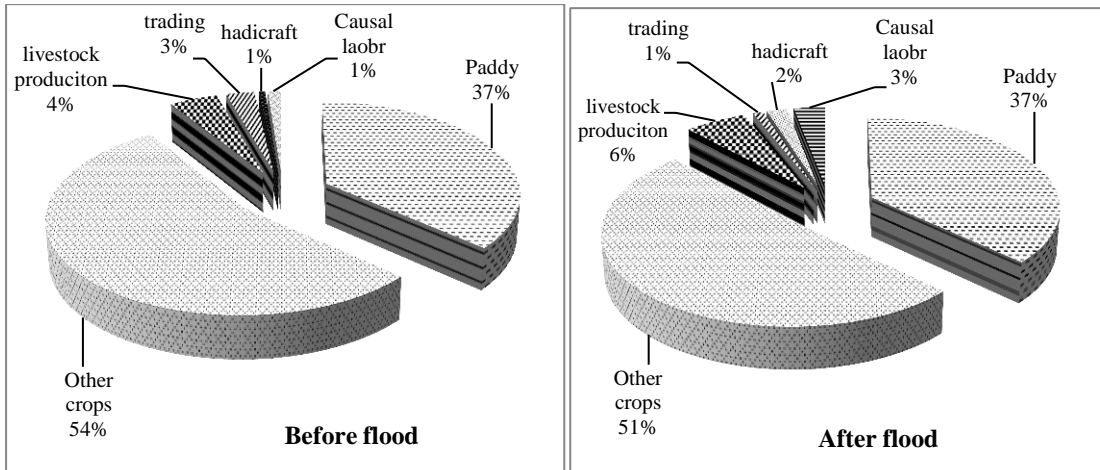 trading
3%
hadicraft
1%
Causal
laobr
1%
livestock
produciton
4%
Paddy
37%
Other
crops
54%
Before flood
trading
1%
hadicraft
2%
Causal
laobr
3%
livestock
produciton
6%
Paddy
37%
Other
crops
51%
After flood